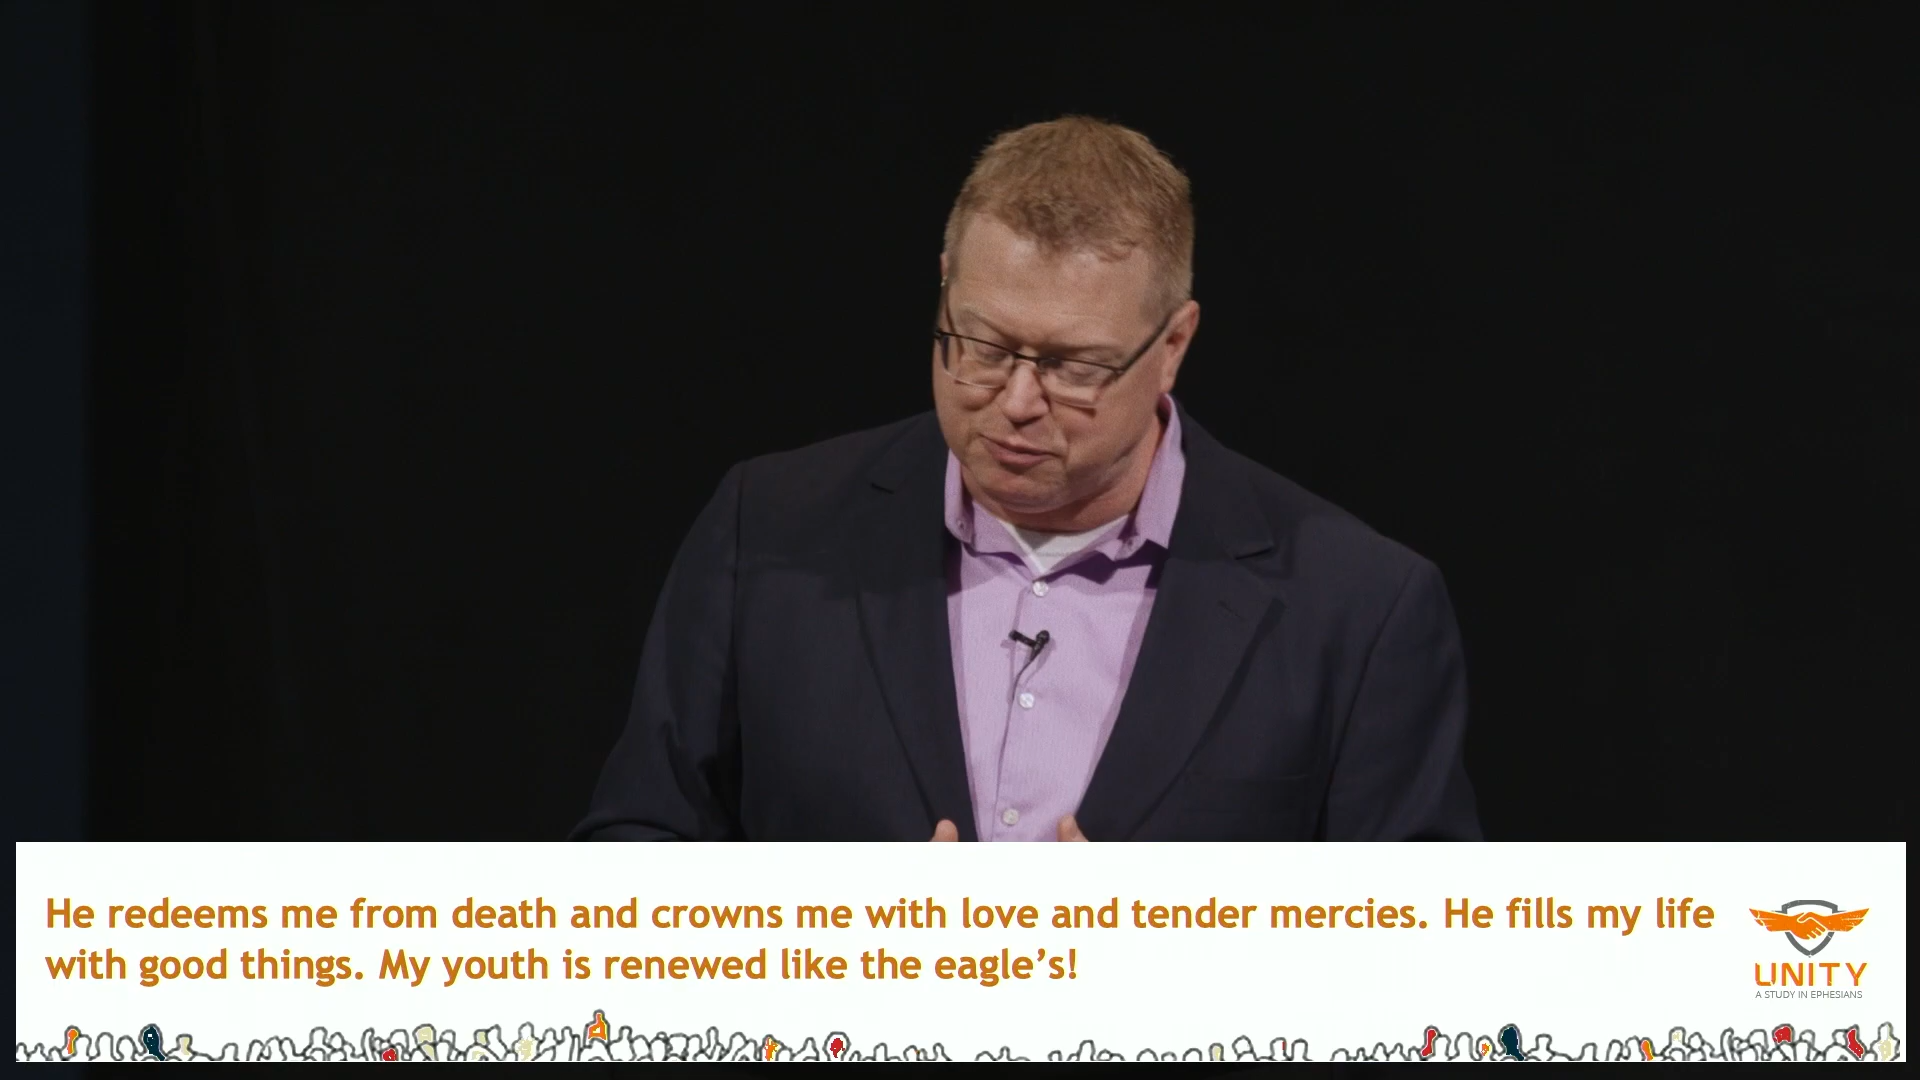 He redeems me from death and crowns me with love and tender mercies. He fills my life
with good things. My youth is renewed like the eagle’s!
UNITY
A STUDY IN EPHESIANS